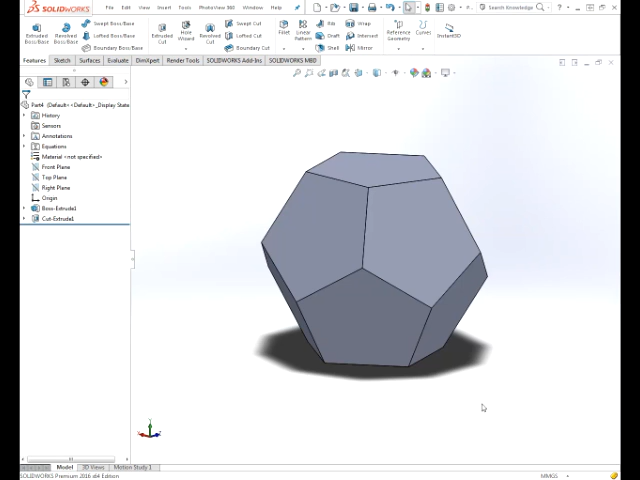 SOLIDWORKS File Edit View Insert Tools PhotoView 360 Window Help Search Knowledge
Extruded Boss/Base
Revolved Boss/Base
Swept Boss/Base
Lofted Boss/Base
Boundary Boss/Base
Extruded Cut
Hole Wizard
Revolved Cut
Swept Cut
Lofted Cut
Boundary Cut
Fillet
Linear Pattern
Rib
Draft
Shell
Wrap
Intersect
Mirror
Reference Geometry
Curves
Instant3D
Features Sketch Surfaces Evaluate DimXpert Render Tools SOLIDWORKS Add-Ins SOLIDWORKS MBD
Part4 (Default<<Default>_Display State
History
Sensors
Annotations
Equations
Material <not specified>
Front Plane
Top Plane
Right Plane
Origin
Boss-Extrude1
Cut-Extrude1
Model 3D Views Motion Study 1
SOLIDWORKS Premium 2016 x64 Edition MMGS